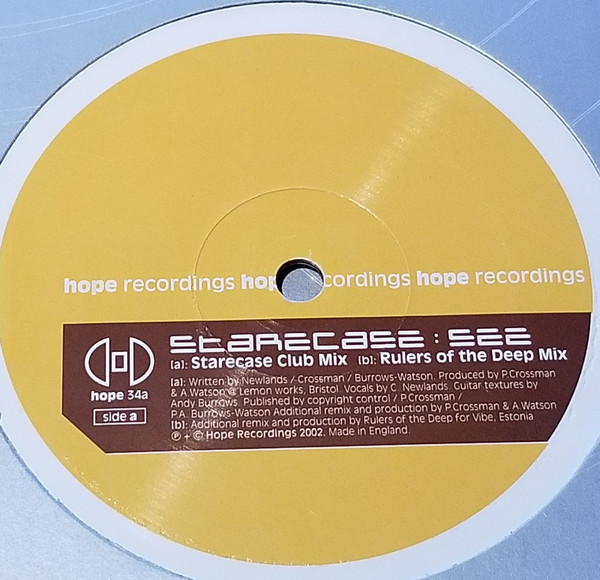 hope recordings hop cordings hope recordings
starecase : see
[a]: Starecase Club Mix [b]: Rulers of the Deep Mix
hope 34a
side a
[a]: Written by Newlands / Crossman / Burrows-Watson. Produced by P.Crossman
& A.Watson @ Lemon works, Bristol. Vocals by C. Newlands. Guitar textures by
Andy Burrows. Published by copyright control / P.Crossman /
P.A. Burrows-Watson Additional remix and production by P.Crossman & A.Watson
[b]: Additional remix and production by Rulers of the Deep for Vibe, Estonia
℗ + © Hope Recordings 2002. Made in England.